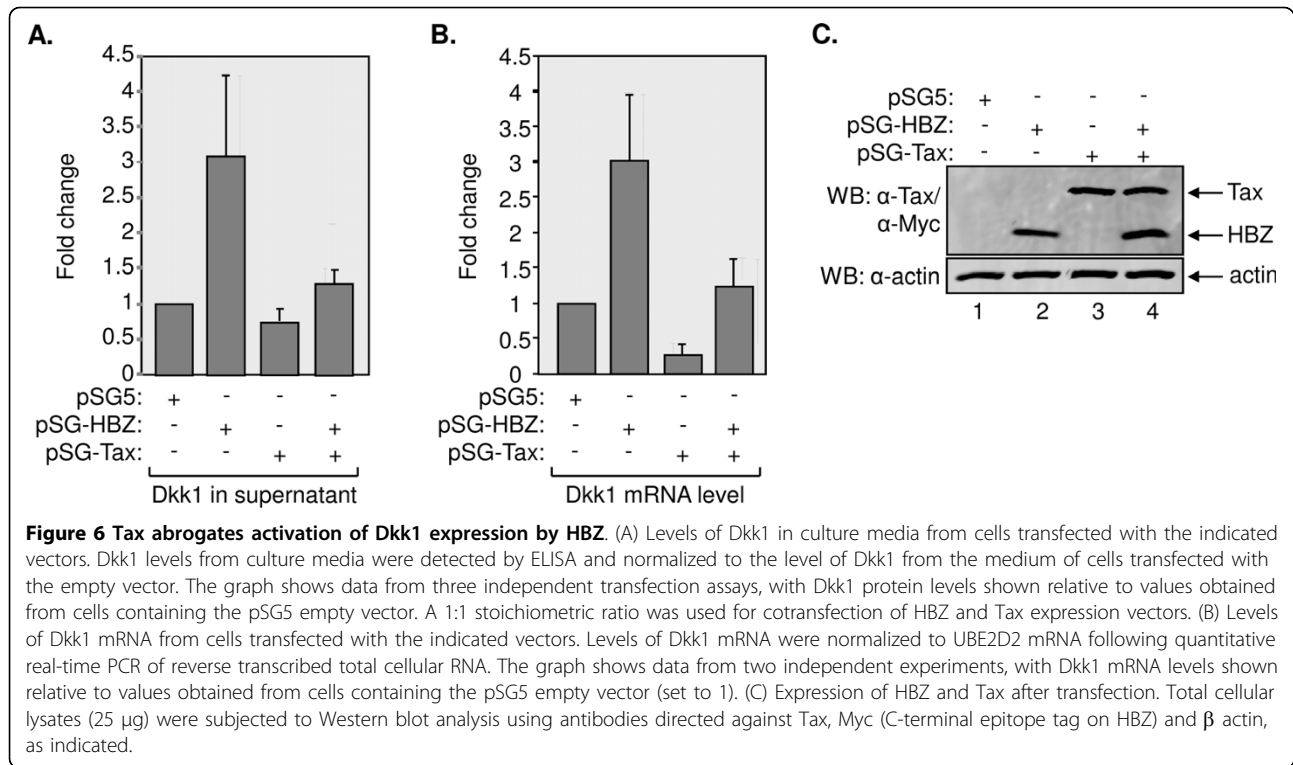 A.
4.5
4
3.5
3
2.5
2
1.5
1
0.5
0
Fold change
pSG5: + - - -
pSG-HBZ: - + - +
pSG-Tax: - - + +
Dkk1 in supernatant
B.
4.5
4
3.5
3
2.5
2
1.5
1
0.5
0
Fold change
pSG5: + - - -
pSG-HBZ: - + - +
pSG-Tax: - - + +
Dkk1 mRNA level
C.
pSG5: + - - -
pSG-HBZ: - + - +
pSG-Tax: - - + +
WB: α-Tax/
α-Myc
Tax
HBZ
WB: α-actin
actin
1 2 3 4
Figure 6 Tax abrogates activation of Dkk1 expression by HBZ. (A) Levels of Dkk1 in culture media from cells transfected with the indicated
vectors. Dkk1 levels from culture media were detected by ELISA and normalized to the level of Dkk1 from the medium of cells transfected with
the empty vector. The graph shows data from three independent transfection assays, with Dkk1 protein levels shown relative to values obtained
from cells containing the pSG5 empty vector. A 1:1 stoichiometric ratio was used for cotransfection of HBZ and Tax expression vectors. (B) Levels
of Dkk1 mRNA from cells transfected with the indicated vectors. Levels of Dkk1 mRNA were normalized to UBE2D2 mRNA following quantitative
real-time PCR of reverse transcribed total cellular RNA. The graph shows data from two independent experiments, with Dkk1 mRNA levels shown
relative to values obtained from cells containing the pSG5 empty vector (set to 1). (C) Expression of HBZ and Tax after transfection. Total cellular
lysates (25 μg) were subjected to Western blot analysis using antibodies directed against Tax, Myc (C-terminal epitope tag on HBZ) and β actin,
as indicated.